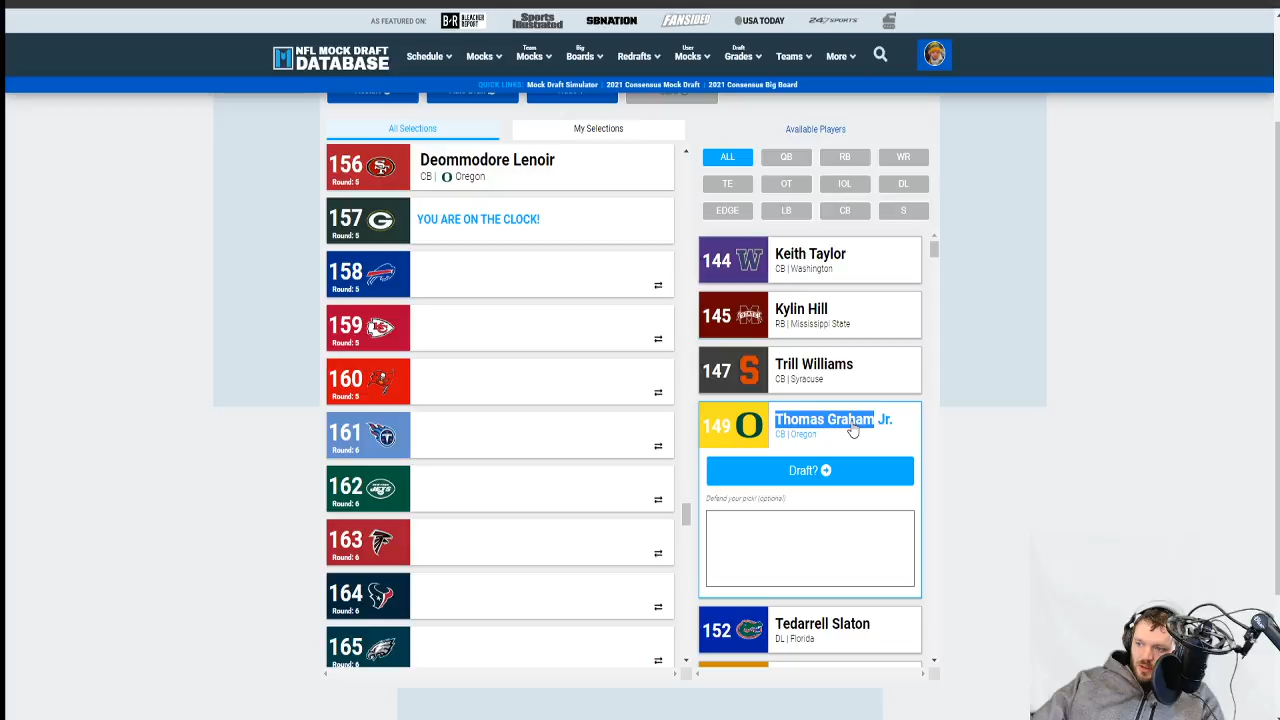 AS FEATURED ON:
B/R BLEACHER REPORT
Sports Illustrated
SBNATION
FANSIDED
USA TODAY
247SPORTS
NFL MOCK DRAFT
DATABASE
Schedule
Mocks
Team Mocks
Big Boards
Redrafts
User Mocks
Draft Grades
Teams
More
QUICK LINKS: Mock Draft Simulator | 2021 Consensus Mock Draft | 2021 Consensus Big Board
All Selections
My Selections
Available Players
ALL
QB
RB
WR
TE
OT
IOL
DL
EDGE
LB
CB
S
156
Round: 5
Deommodore Lenoir
CB | O Oregon
157
Round: 5
YOU ARE ON THE CLOCK!
158
Round: 5
159
Round: 5
160
Round: 5
161
Round: 6
162
Round: 6
163
Round: 6
164
Round: 6
165
Round: 6
144 W
Keith Taylor
CB | Washington
145
Kylin Hill
RB | Mississippi State
147 S
Trill Williams
CB | Syracuse
149 O
Thomas Graham Jr.
CB | Oregon
Draft?
Defend your pick! (optional)
152
Tedarrell Slaton
DL | Florida